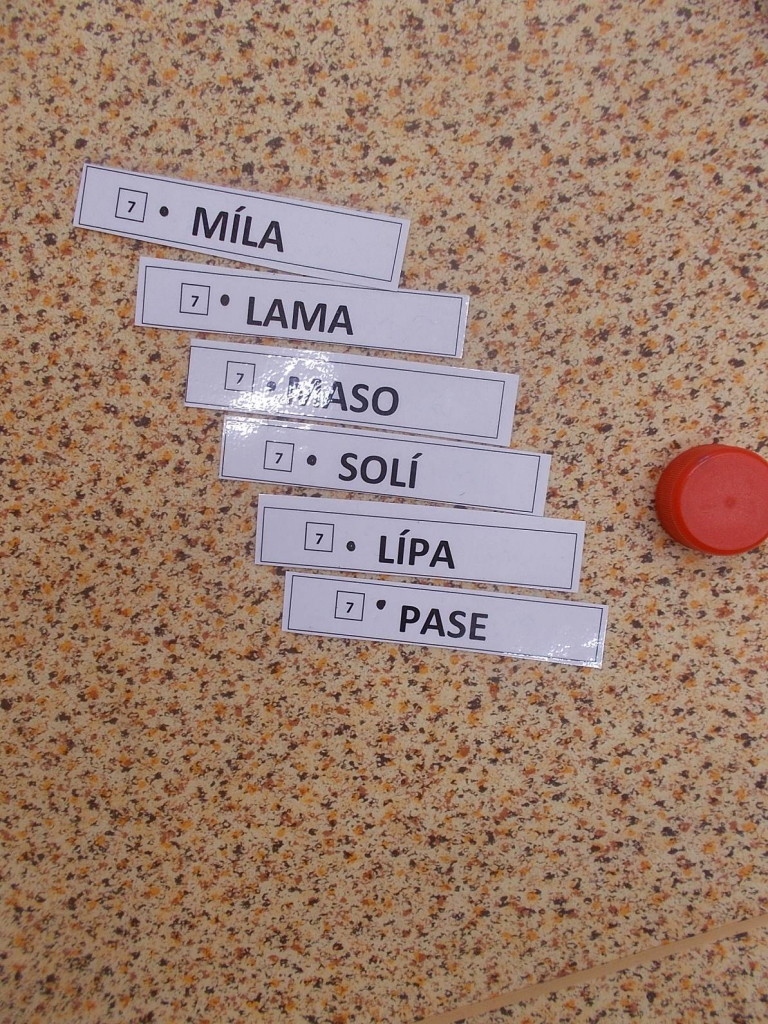 7 • MÍLA
7 • LAMA
7 • MASO
7 • SOLÍ
7 • LÍPA
7 • PASE